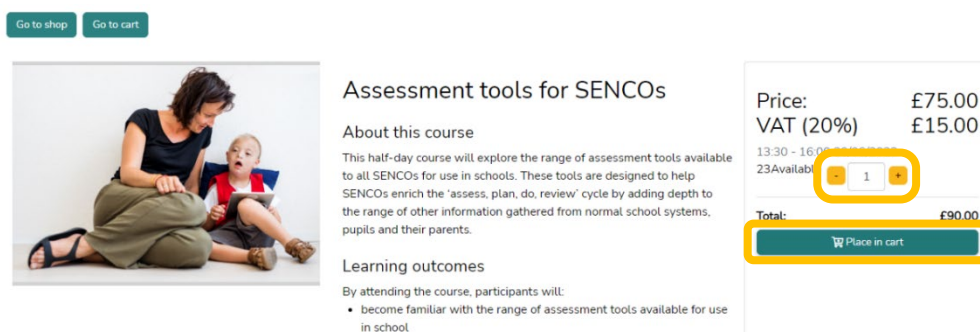 Go to shop Go to cart
Assessment tools for SENCOs
About this course
This half-day course will explore the range of assessment tools available
to all SENCOs for use in schools. These tools are designed to help
SENCOs enrich the ‘assess, plan, do, review’ cycle by adding depth to
the range of other information gathered from normal school systems,
pupils and their parents.
Learning outcomes
By attending the course, participants will:
• become familiar with the range of assessment tools available for use
in school
Price: £75.00
VAT (20%) £15.00
13:30 -
23 - 1 +
Total: £90.00
Place in cart